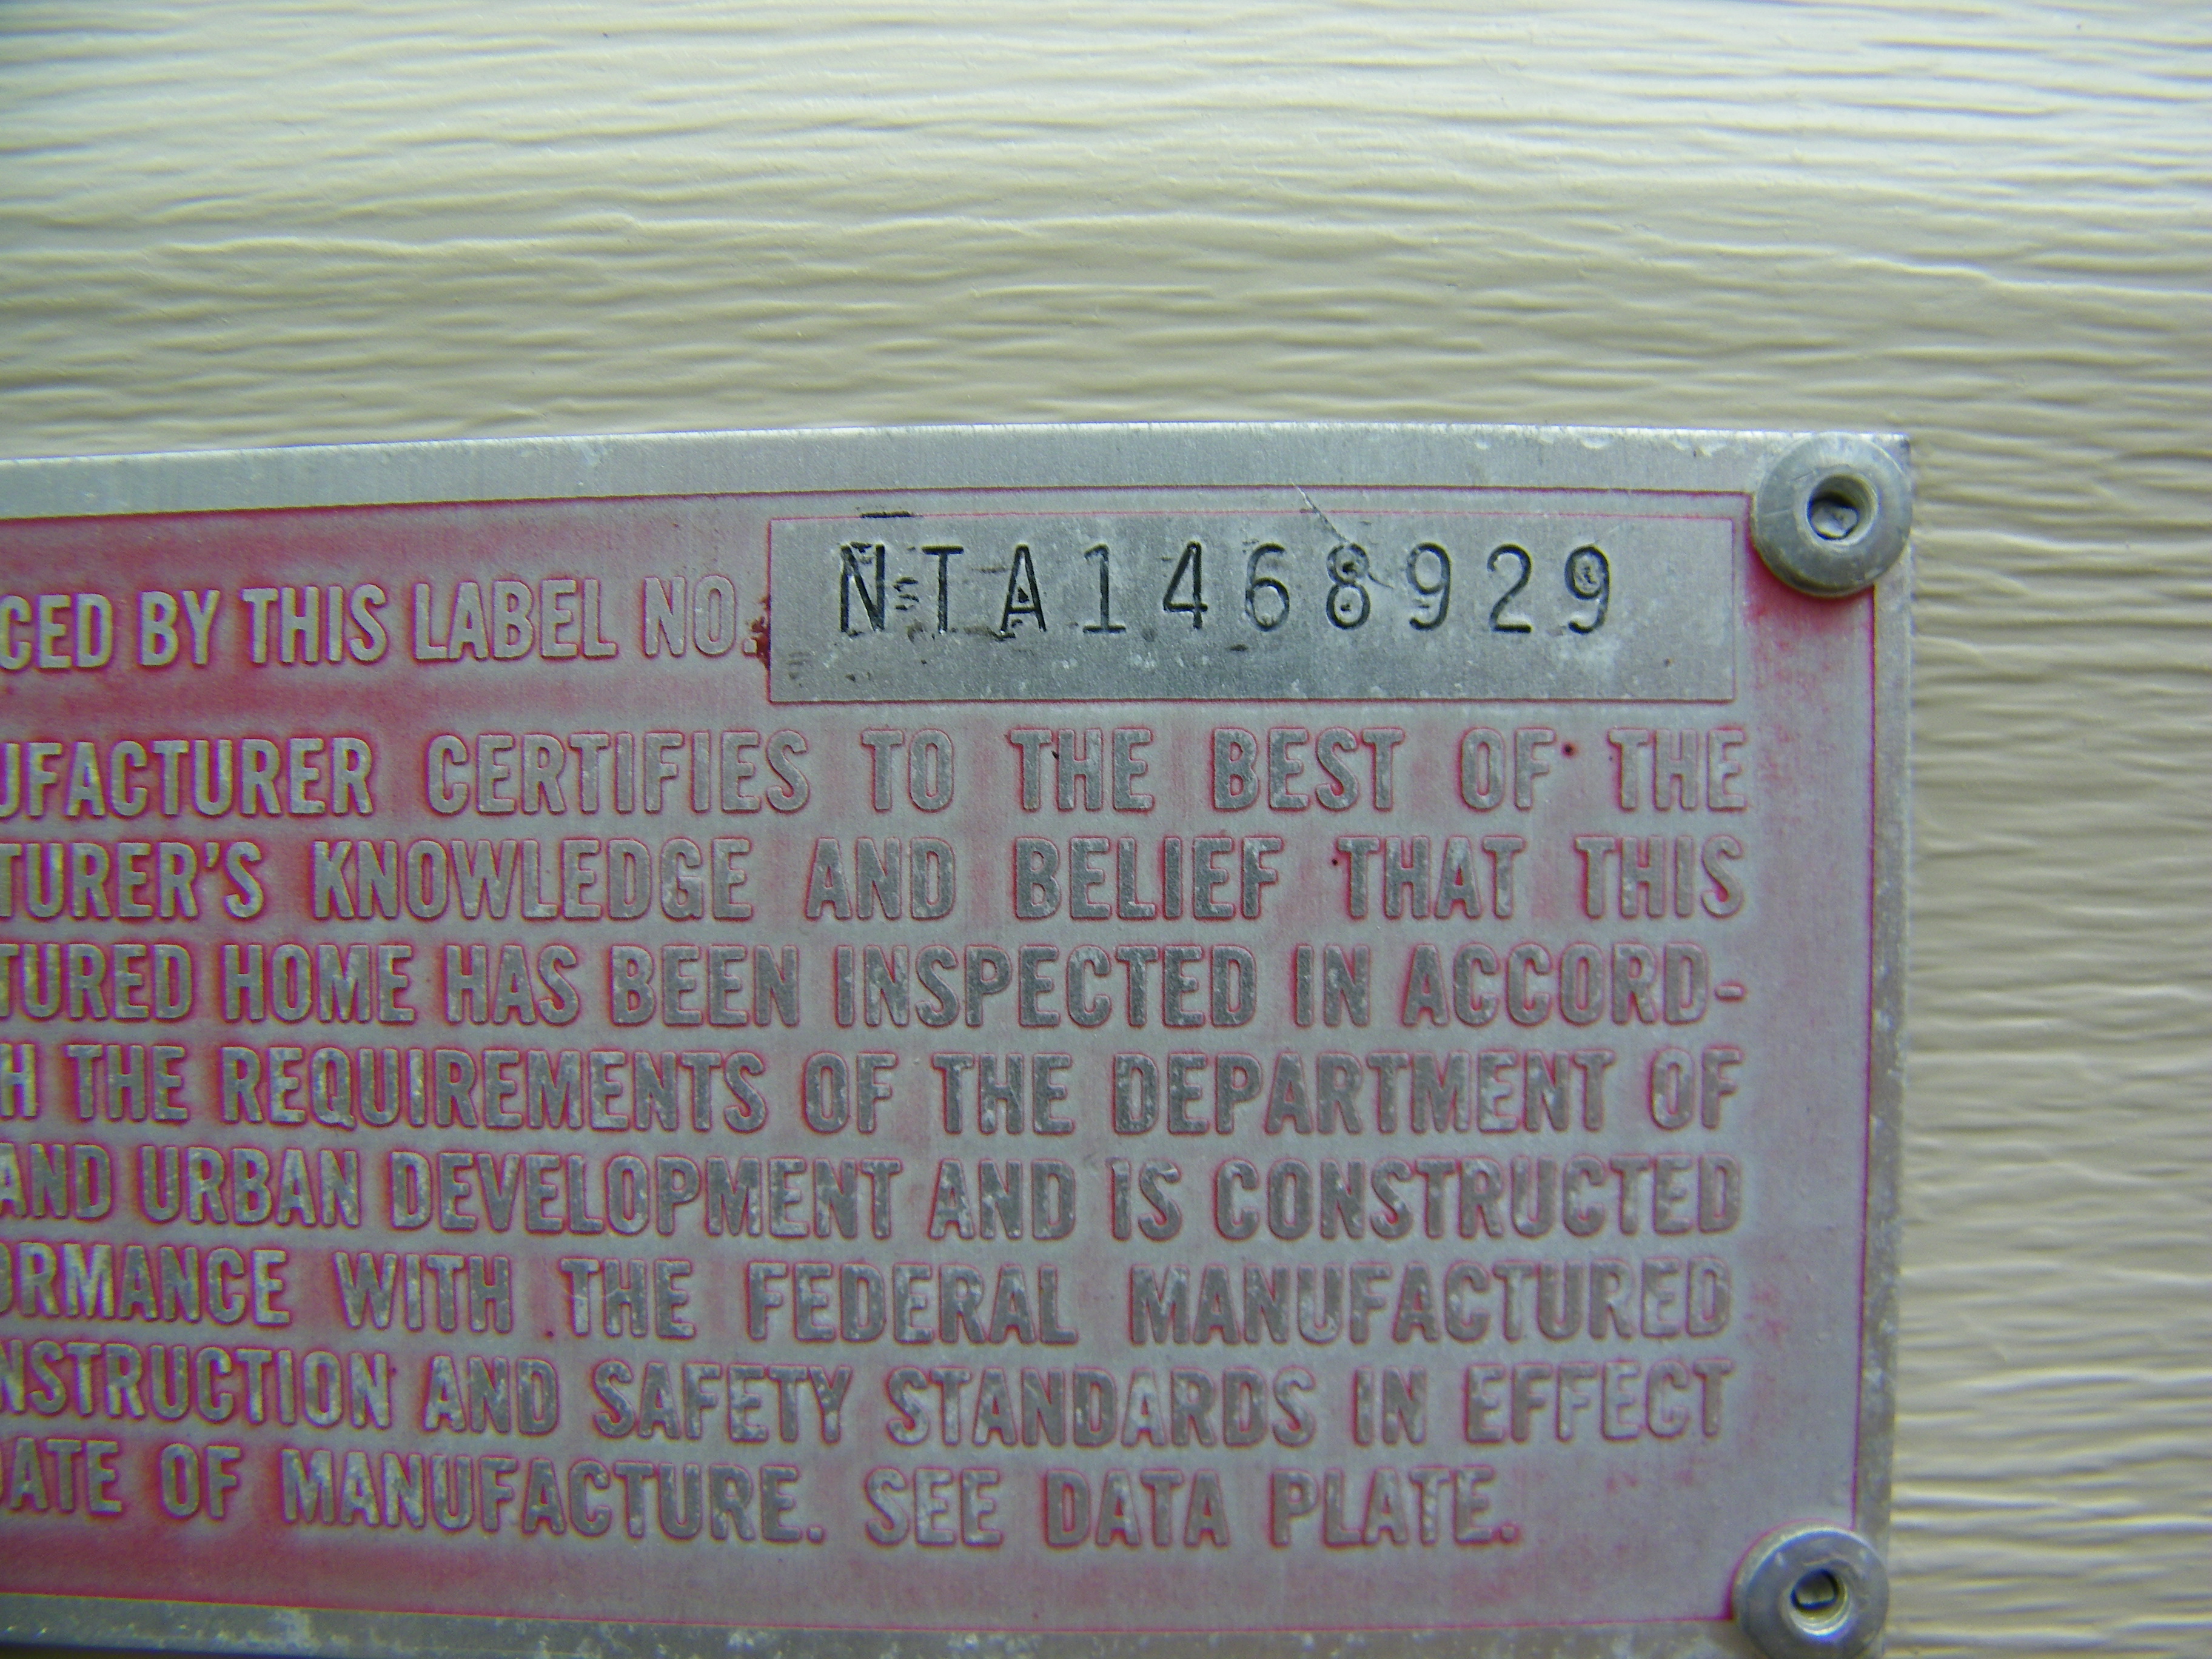 CED BY THIS LABEL NO. NTA1468929
UFACTURER CERTIFIES TO THE BEST OF THE
TURER'S KNOWLEDGE AND BELIEF THAT THIS
TURED HOME HAS BEEN INSPECTED IN ACCORD-
H THE REQUIREMENTS OF THE DEPARTMENT OF
AND URBAN DEVELOPMENT AND IS CONSTRUCTED
ORMANCE WITH THE FEDERAL MANUFACTURED
NSTRUCTION AND SAFETY STANDARDS IN EFFECT
DATE OF MANUFACTURE. SEE DATA PLATE.